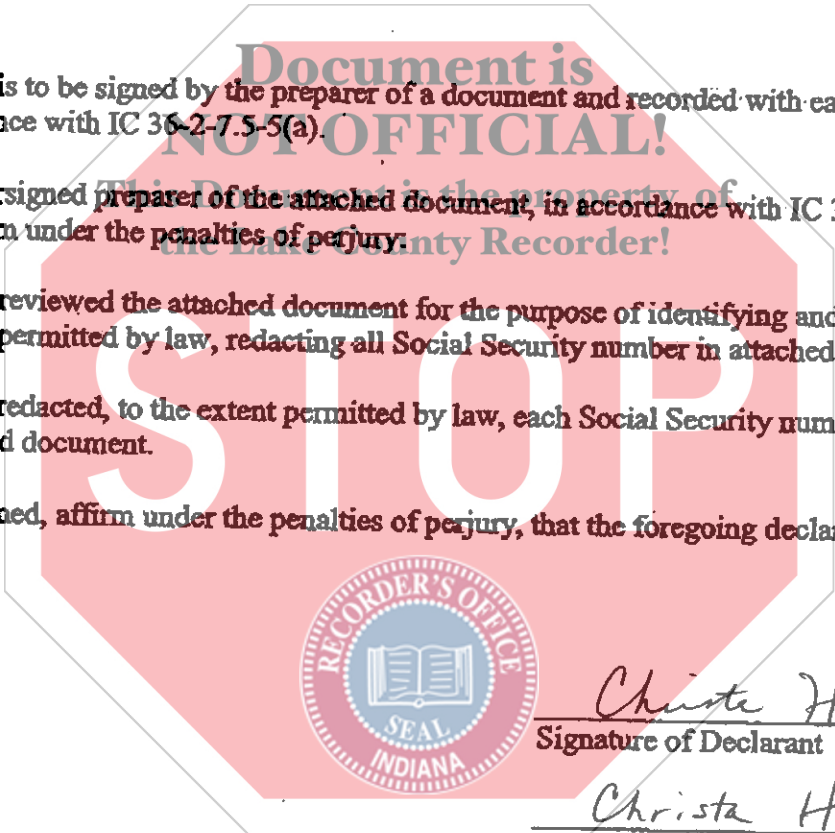 Document is
is to be signed by the preparer of a document and recorded with ea
nce with IC 36-2-7.5-5(a).
NOT OFFICIAL!
This Document is the property of
rsigned preparer of the attached document, in accordance with IC 3
n under the penalties of perjury:
the Lake County Recorder!
reviewed the attached document for the purpose of identifying and
permitted by law, redacting all Social Security number in attached
STOP
redacted, to the extent permitted by law, each Social Security num
d document.
ned, affirm under the penalties of perjury, that the foregoing declar
RECORDER'S OFFICE
SEAL
INDIANA
Christa H
Signature of Declarant
Christa H